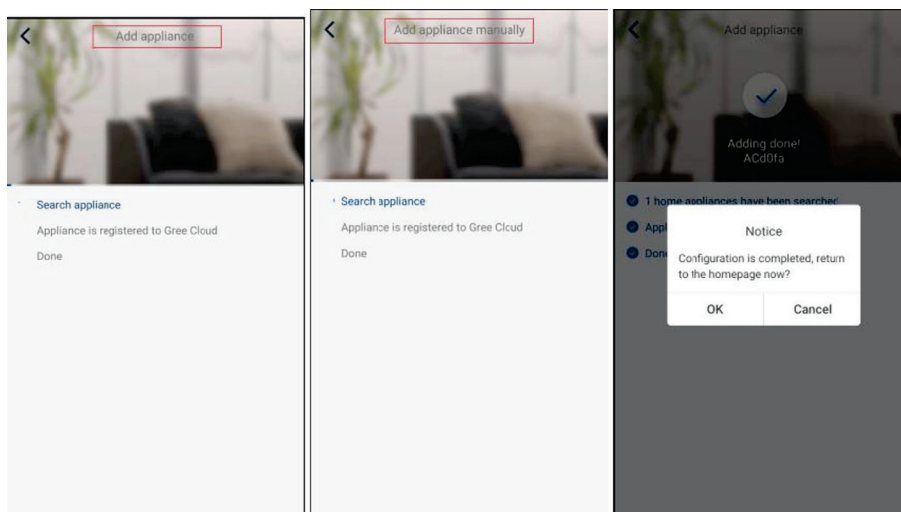 Add appliance
Search appliance
Appliance is registered to Gree Cloud
Done
Add appliance manually
Search appliance
Appliance is registered to Gree Cloud
Done
Add appliance
Adding done!
ACd0fa
1 home appliances have been searched
Appl
Done
Notice
Configuration is completed, return
to the homepage now?
OK
Cancel